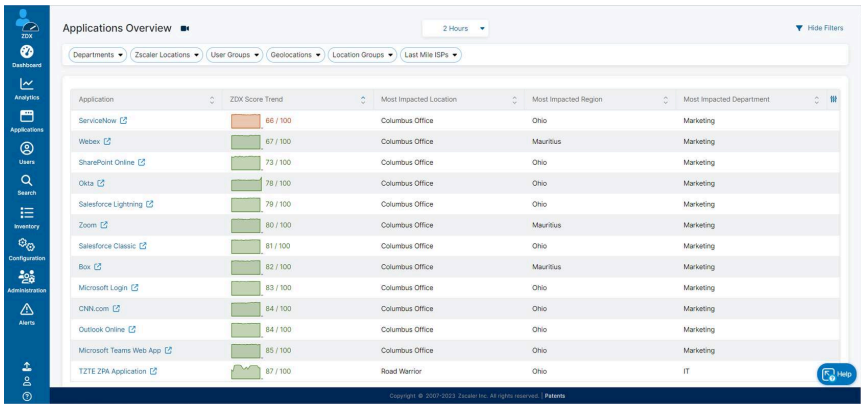 ZDX
Dashboard
Analytics
Applications
Users
Search
Inventory
Configuration
Administration
Alerts
Applications Overview
2 Hours
Hide Filters
Departments
Zscaler Locations
User Groups
Geolocations
Location Groups
Last Mile ISPs
Application ZDX Score Trend Most Impacted Location Most Impacted Region Most Impacted Department
ServiceNow 66 / 100 Columbus Office Ohio Marketing
Webex 67 / 100 Columbus Office Mauritius Marketing
SharePoint Online 73 / 100 Columbus Office Ohio Marketing
Okta 78 / 100 Columbus Office Ohio Marketing
Salesforce Lightning 79 / 100 Columbus Office Ohio Marketing
Zoom 80 / 100 Columbus Office Mauritius Marketing
Salesforce Classic 81 / 100 Columbus Office Ohio Marketing
Box 82 / 100 Columbus Office Mauritius Marketing
Microsoft Login 83 / 100 Columbus Office Ohio Marketing
CNN.com 84 / 100 Columbus Office Ohio Marketing
Outlook Online 84 / 100 Columbus Office Ohio Marketing
Microsoft Teams Web App 85 / 100 Columbus Office Ohio Marketing
TZTE ZPA Application 87 / 100 Road Warrior Ohio IT
Help
Copyright © 2007-2023 Zscaler Inc. All rights reserved. | Patents